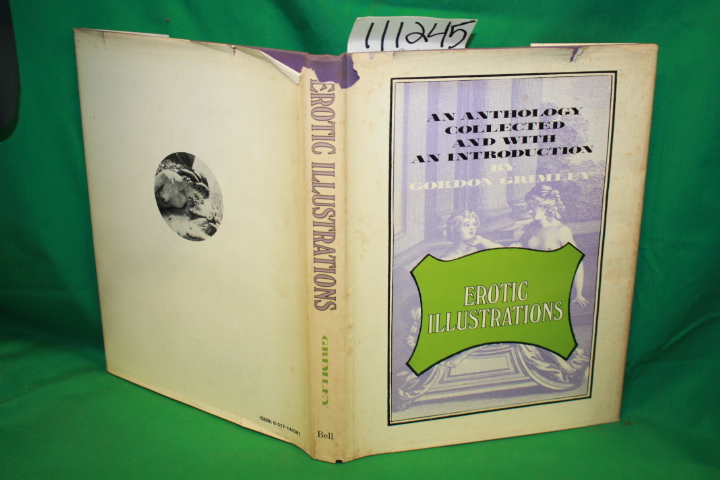 111245
AN ANTHOLOGY
COLLECTED
AND WITH
AN INTRODUCTION
BY
GORDON GRIMLEY
EROTIC
ILLUSTRATIONS
EROTIC ILLUSTRATIONS
GRIMLEY
Bell